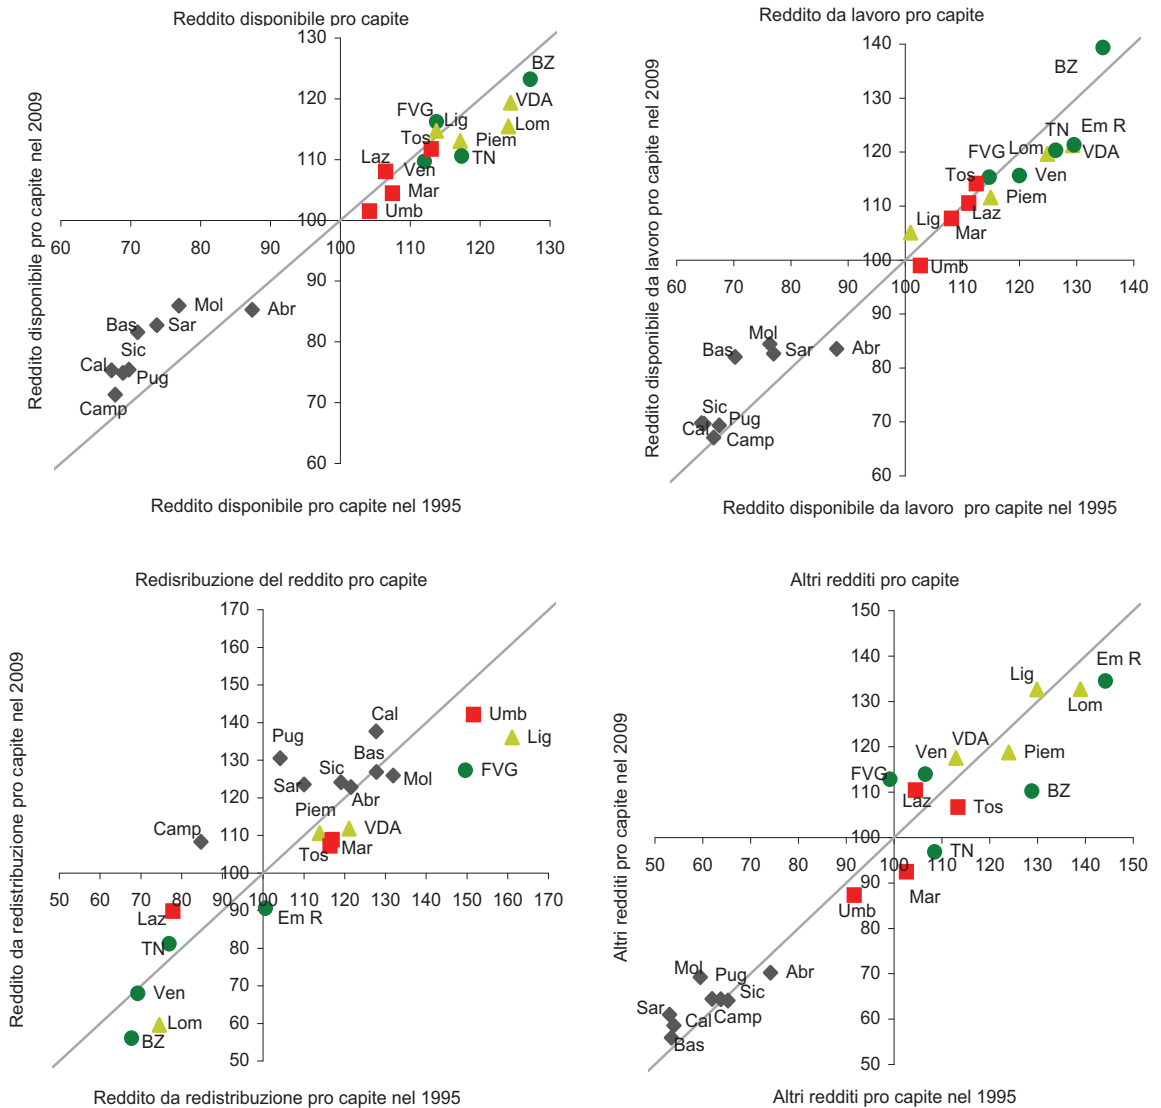 Reddito disponibile pro capite
Reddito disponibile pro capite nel 2009
130
120
110
100
90
80
70
60
60 70 80 90 100 110 120 130
BZ
VDA
FVG
Lig
Lom
Tos
Piem
Laz
Ven
TN
Mar
Umb
Mol
Abr
Bas
Sar
Sic
Cal
Pug
Camp
Reddito disponibile pro capite nel 1995
Reddito da lavoro pro capite
Reddito disponibile da lavoro pro capite nel 2009
140
130
120
110
100
90
80
70
60
60 70 80 90 100 110 120 130 140
BZ
TN
Em R
Lom
VDA
FVG
Tos
Ven
Piem
Lig
Laz
Mar
Umb
Mol
Bas
Sar
Abr
Sic
Cal
Pug
Camp
Reddito disponibile da lavoro pro capite nel 1995
Redisribuzione del reddito pro capite
Reddito da redistribuzione pro capite nel 2009
170
160
150
140
130
120
110
100
90
80
70
60
50
50 60 70 80 90 100 110 120 130 140 150 160 170
Cal
Umb
Pug
Lig
Bas
Sic
FVG
Sar
Mol
Abr
Piem
Camp
VDA
Tos
Mar
Laz
Em R
TN
Ven
Lom
BZ
Reddito da redistribuzione pro capite nel 1995
Altri redditi pro capite
Altri redditi pro capite nel 2009
150
140
130
120
110
100
90
80
70
60
50
50 60 70 80 90 100 110 120 130 140 150
Em R
Lig
Lom
VDA
Ven
Piem
FVG
BZ
Laz
Tos
TN
Mar
Umb
Mol
Pug
Abr
Sic
Sar
Cal
Camp
Bas
Altri redditi pro capite nel 1995